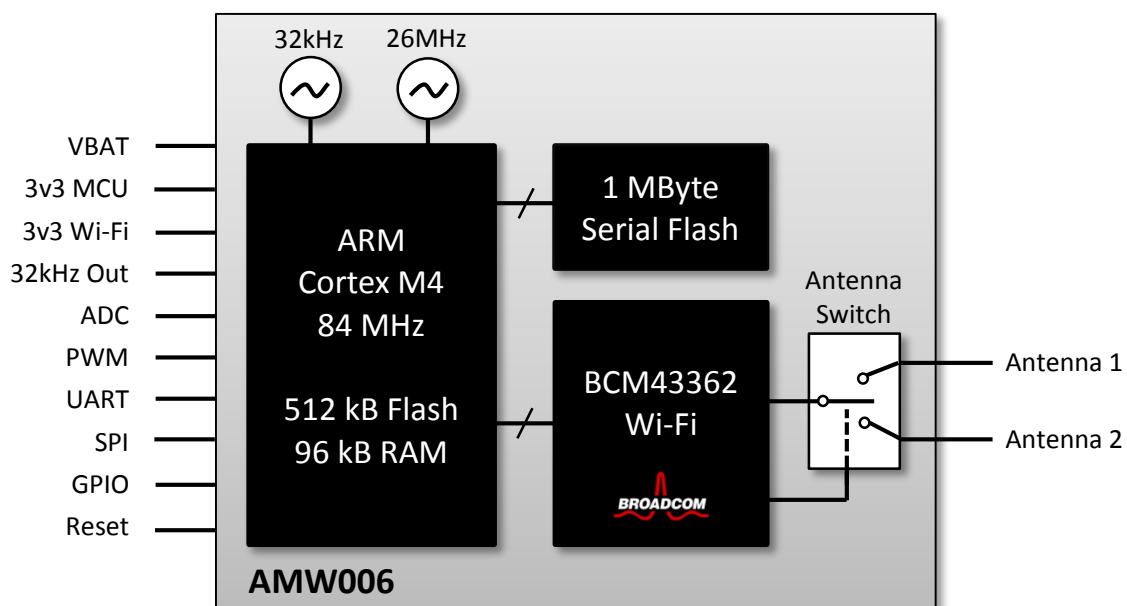 32kHz
26MHz
VBAT
3v3 MCU
3v3 Wi-Fi
32kHz Out
ADC
PWM
UART
SPI
GPIO
Reset
ARM
Cortex M4
84 MHz
512 kB Flash
96 kB RAM
1 MByte
Serial Flash
BCM43362
Wi-Fi
BROADCOM
Antenna
Switch
Antenna 1
Antenna 2
AMW006